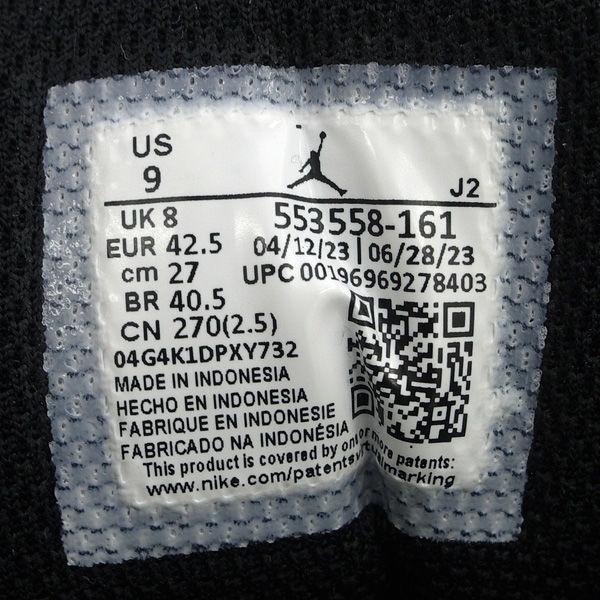 US
9
J2
UK 8
553558-161
EUR 42.5
04/12/23 | 06/28/23
cm 27
UPC 00196969278403
BR 40.5
CN 270(2.5)
04G4K1DPXY732
MADE IN INDONESIA
HECHO EN INDONESIA
FABRIQUE EN INDONESIE
FABRICADO NA INDONÉSIA
This product is covered by one or more patents:
www.nike.com/patentsvirtualmarking